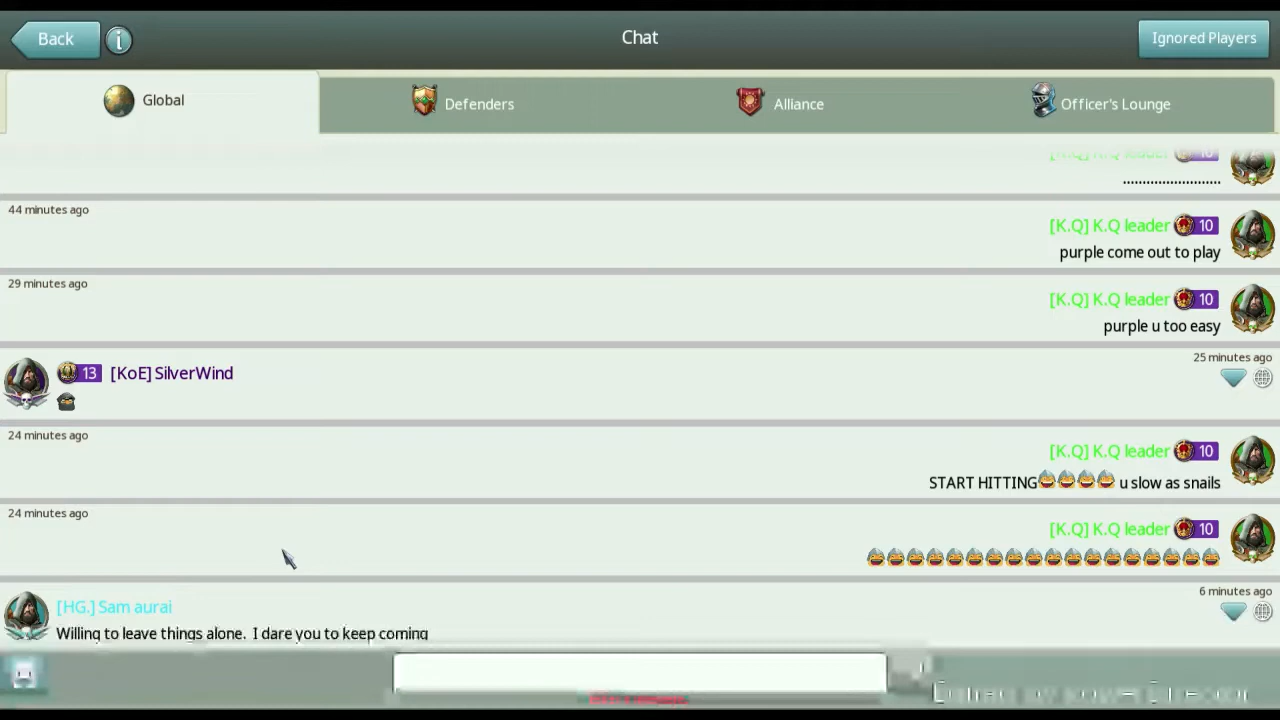 Back
Chat
Ignored Players
Global
Defenders
Alliance
Officer's Lounge
[K.Q] K.Q leader 10
.........................
44 minutes ago
[K.Q] K.Q leader 10
purple come out to play
29 minutes ago
[K.Q] K.Q leader 10
purple u too easy
25 minutes ago
13 [KoE] SilverWind
24 minutes ago
[K.Q] K.Q leader 10
START HITTING u slow as snails
24 minutes ago
[K.Q] K.Q leader 10
6 minutes ago
[HG.] Sam aurai
Willing to leave things alone.  I dare you to keep coming